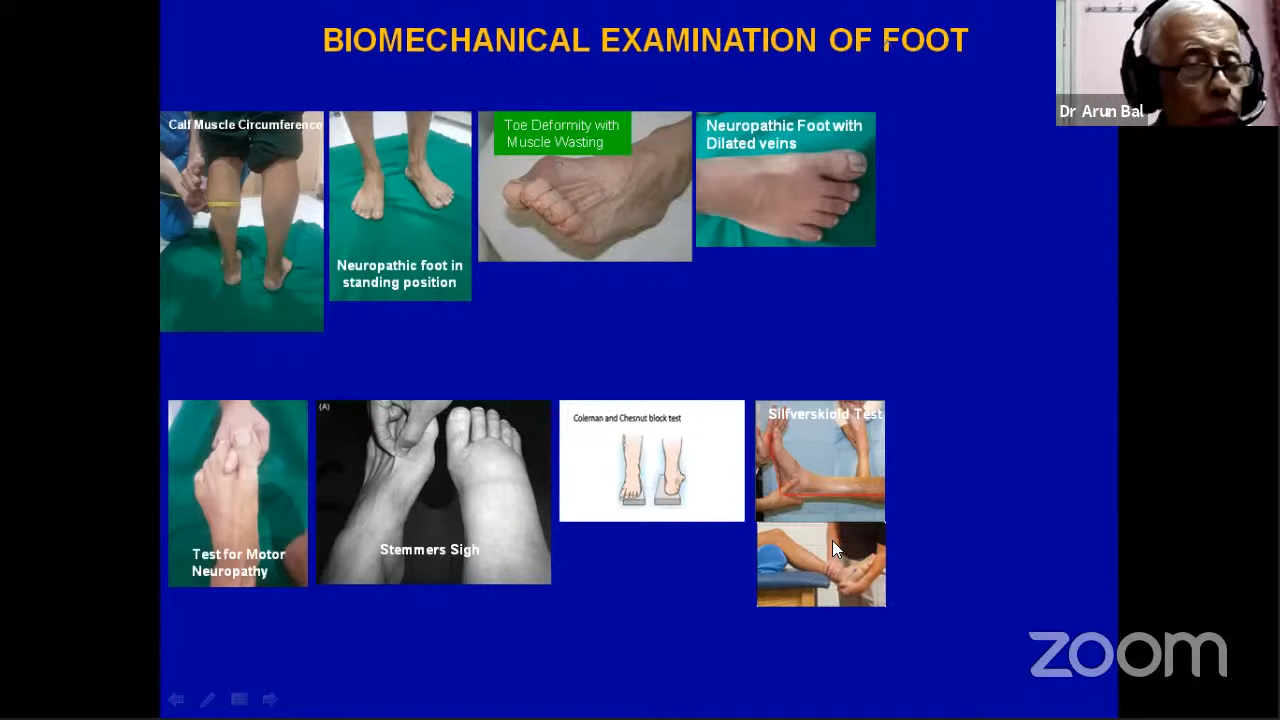 BIOMECHANICAL EXAMINATION OF FOOT
Dr Arun Bal
Calf Muscle Circumference
Neuropathic foot in
standing position
Toe Deformity with
Muscle Wasting
Neuropathic Foot with
Dilated veins
Test for Motor
Neuropathy
(A)
Stemmers Sigh
Coleman and Chesnut block test
Silfverskiold Test
zoom